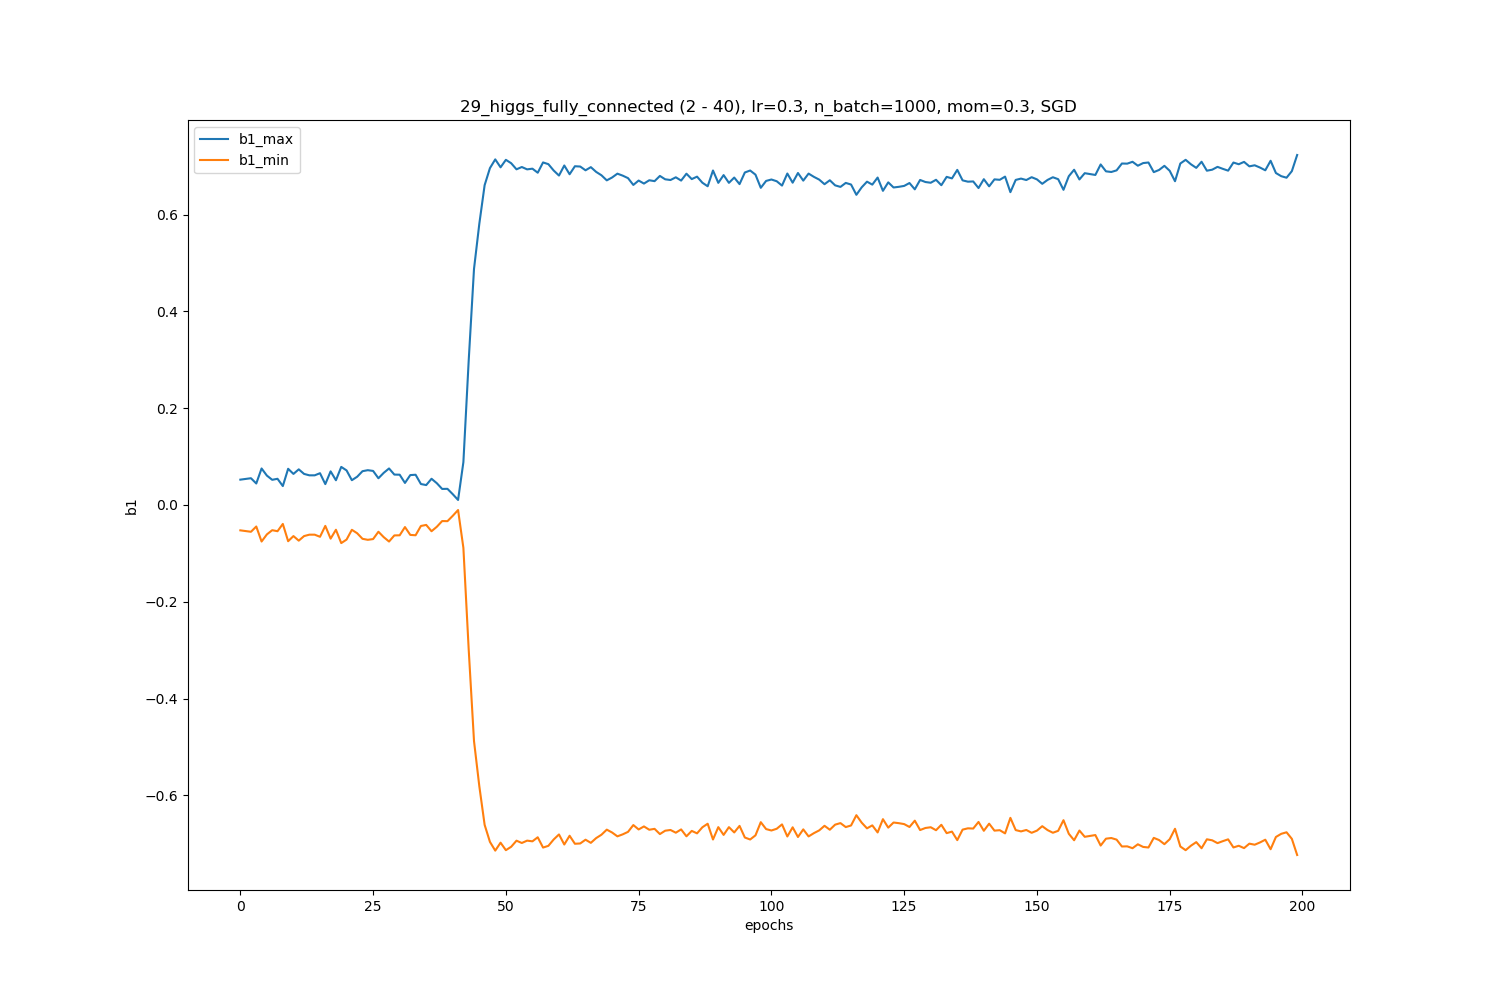 29_higgs_fully_connected (2 - 40), lr=0.3, n_batch=1000, mom=0.3, SGD
b1_max
b1_min
0.6
0.4
0.2
0.0
−0.2
−0.4
−0.6
b1
0 25 50 75 100 125 150 175 200
epochs